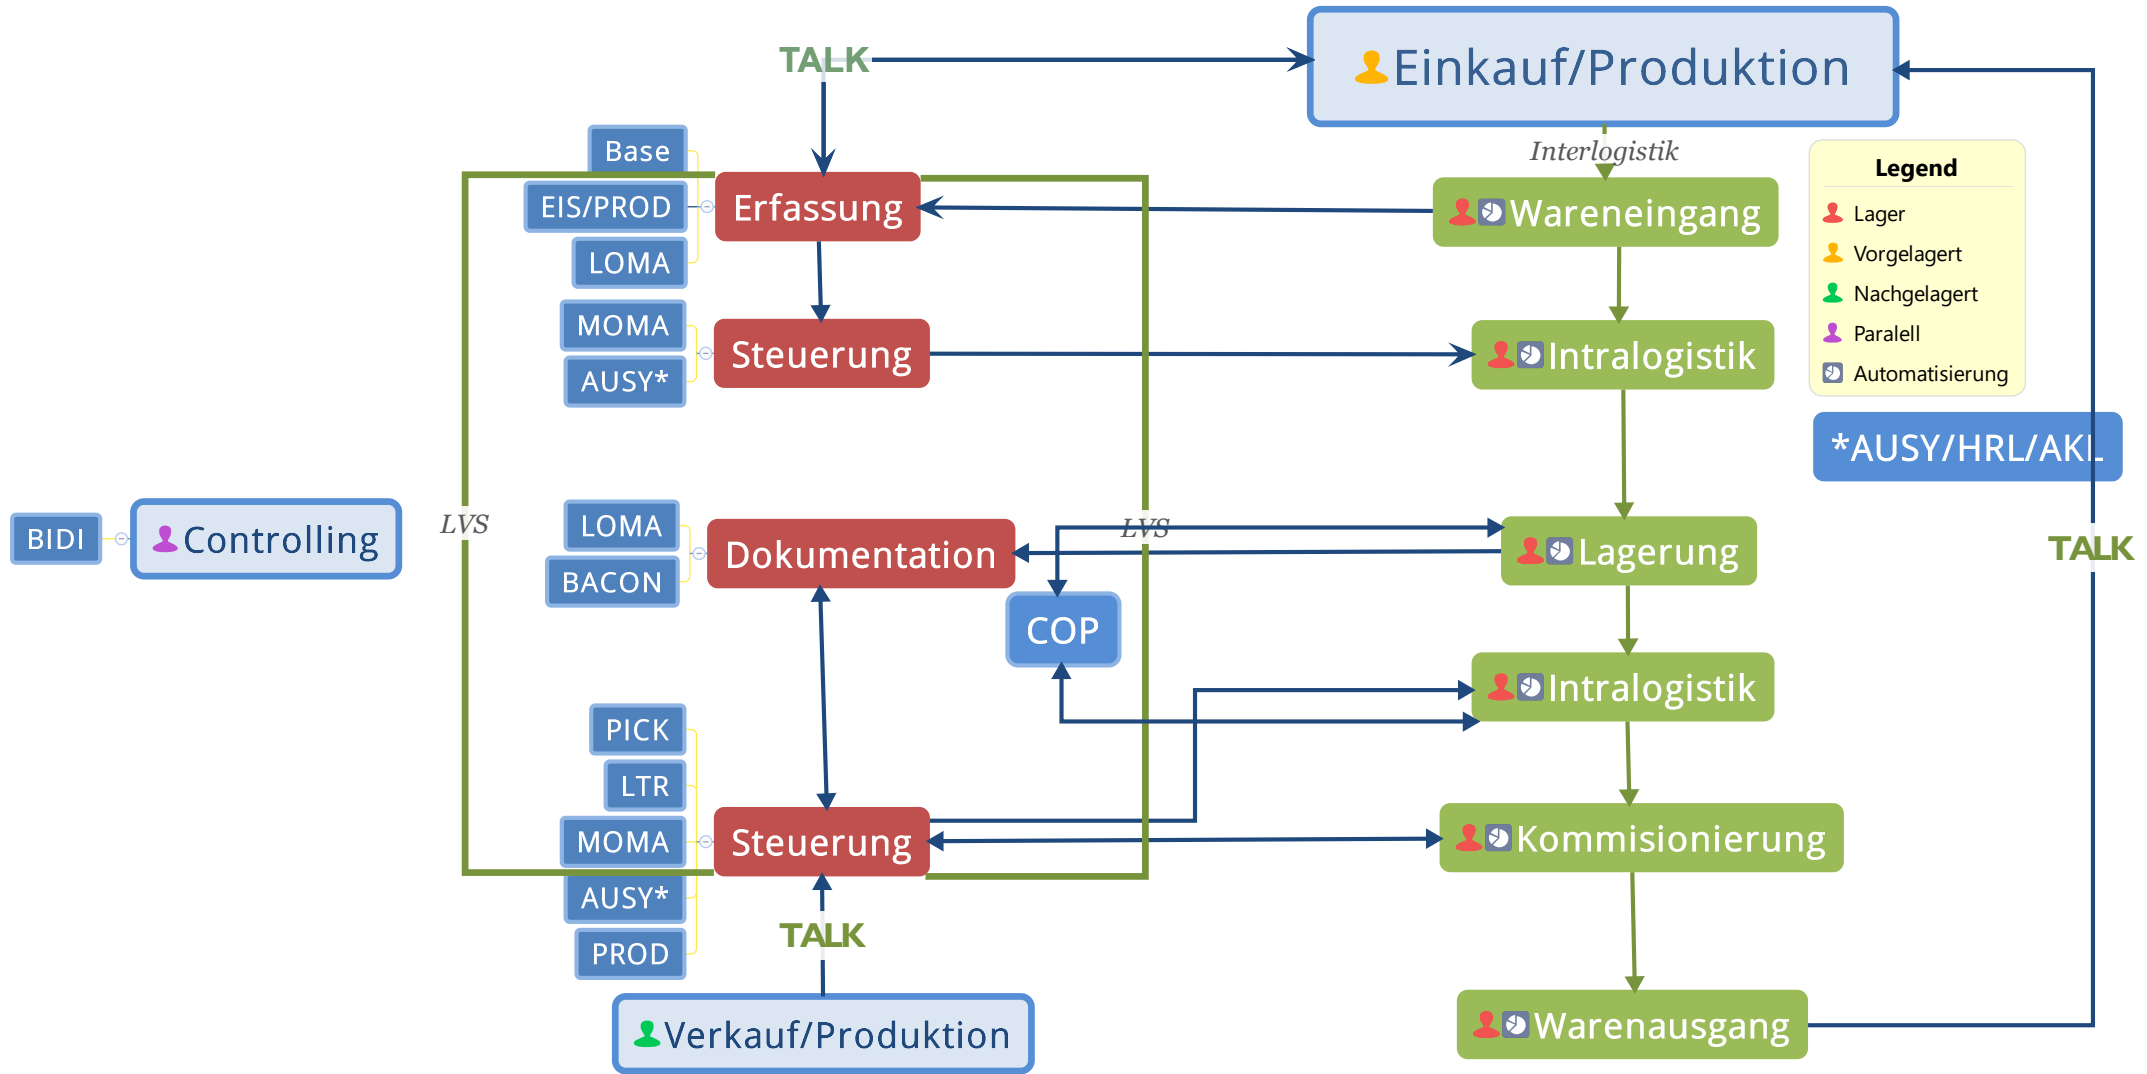 TALK
Einkauf/Produktion
Interlogistik
Base
EIS/PROD
LOMA
Erfassung
Wareneingang
Legend
Lager
Vorgelagert
Nachgelagert
Paralell
Automatisierung
MOMA
AUSY*
Steuerung
Intralogistik
*AUSY/HRL/AKL
BIDI
Controlling
LVS
LOMA
BACON
Dokumentation
LVS
Lagerung
TALK
COP
Intralogistik
PICK
LTR
MOMA
AUSY*
PROD
Steuerung
Kommisionierung
TALK
Verkauf/Produktion
Warenausgang